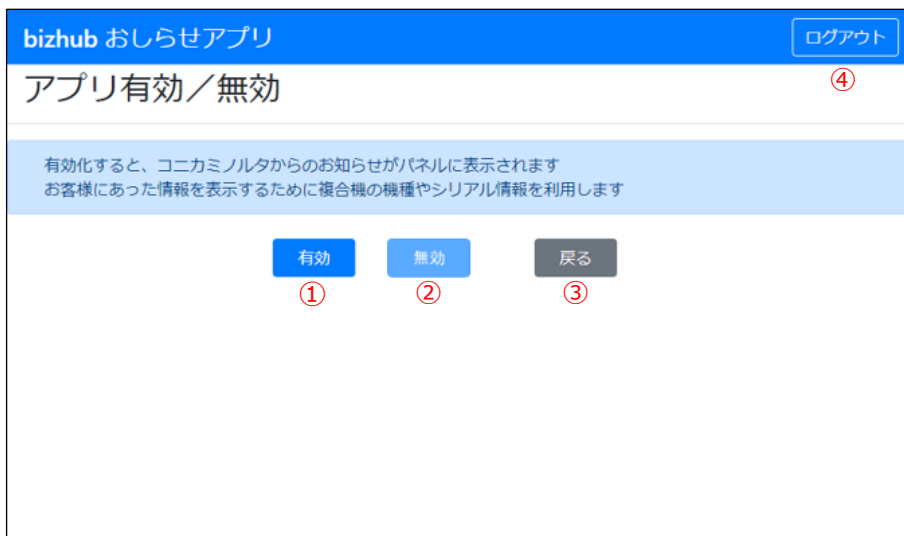 bizhub おしらせアプリ ログアウト
④
アプリ有効／無効
有効化すると、コニカミノルタからのお知らせがパネルに表示されます
お客様にあった情報を表示するために複合機の機種やシリアル情報を利用します
有効 無効 戻る
① ② ③